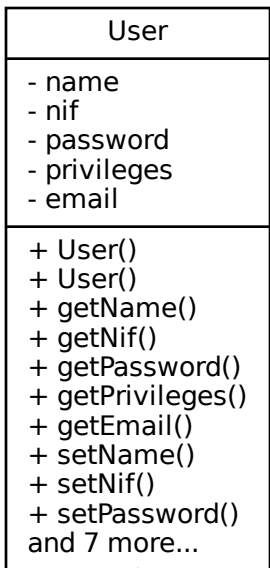 User
- name
- nif
- password
- privileges
- email
+ User()
+ User()
+ getName()
+ getNif()
+ getPassword()
+ getPrivileges()
+ getEmail()
+ setName()
+ setNif()
+ setPassword()
and 7 more...